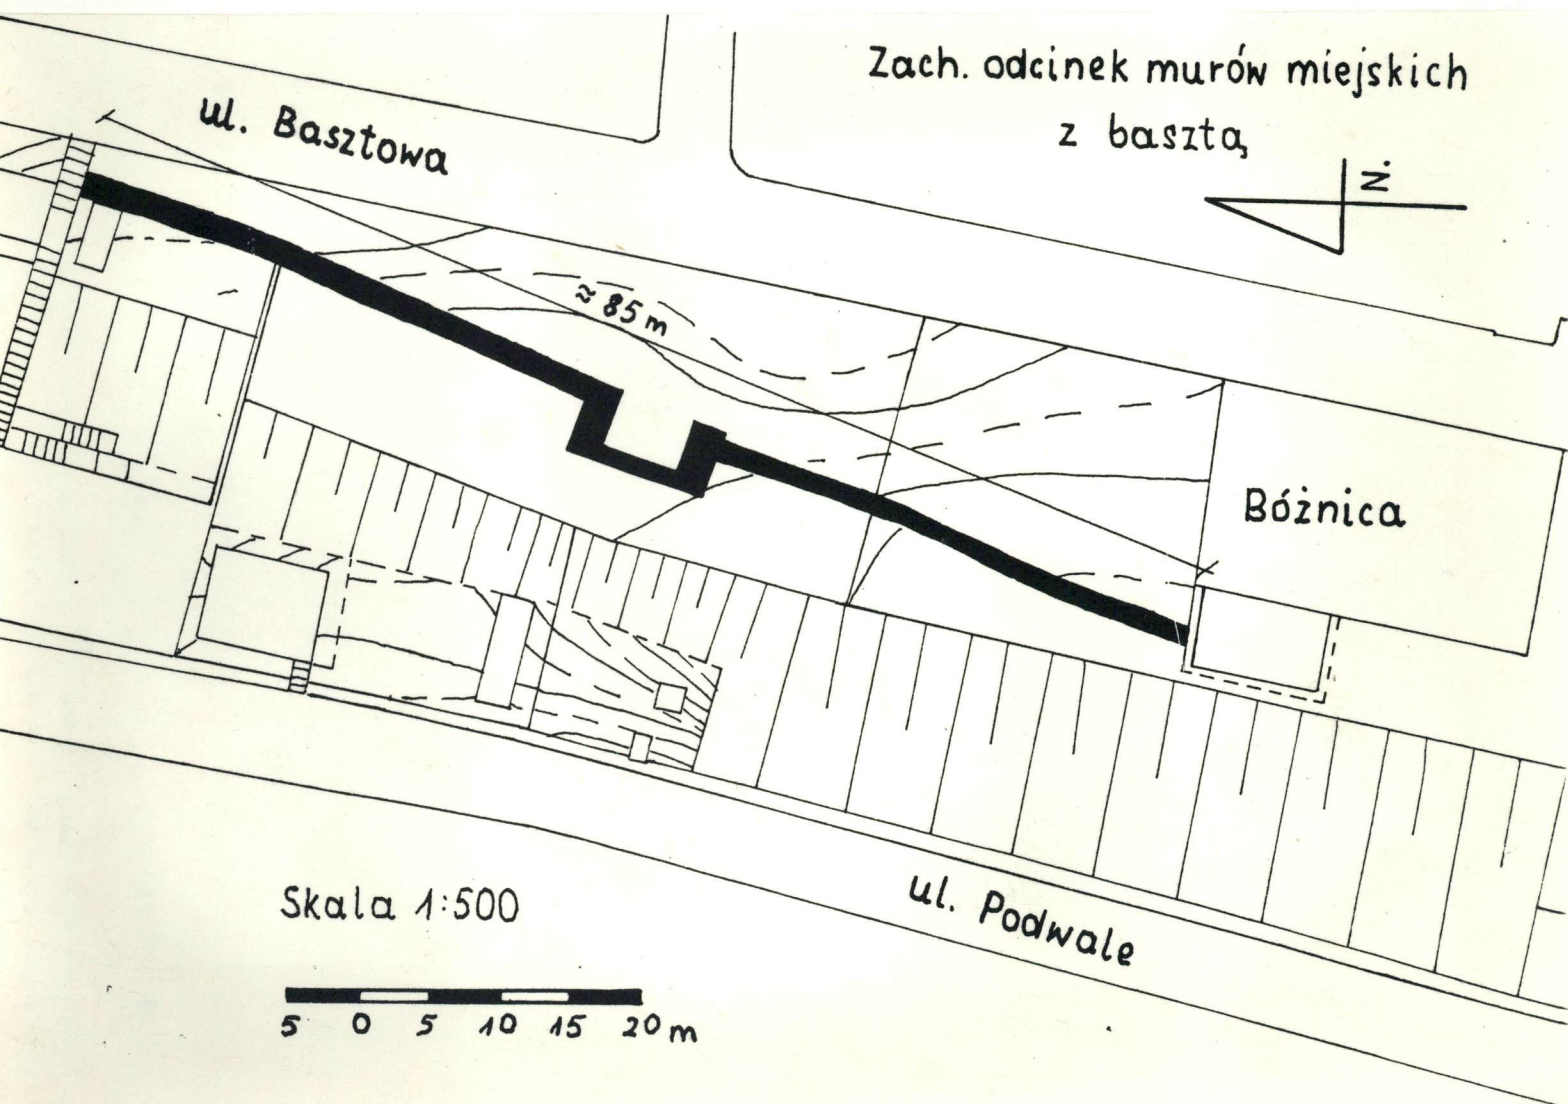 Zach. odcinek murów miejskich
z basztą
N.
ul. Basztowa
≈ 85 m
Bóżnica
ul. Podwale
Skala 1:500
5 0 5 10 15 20 m